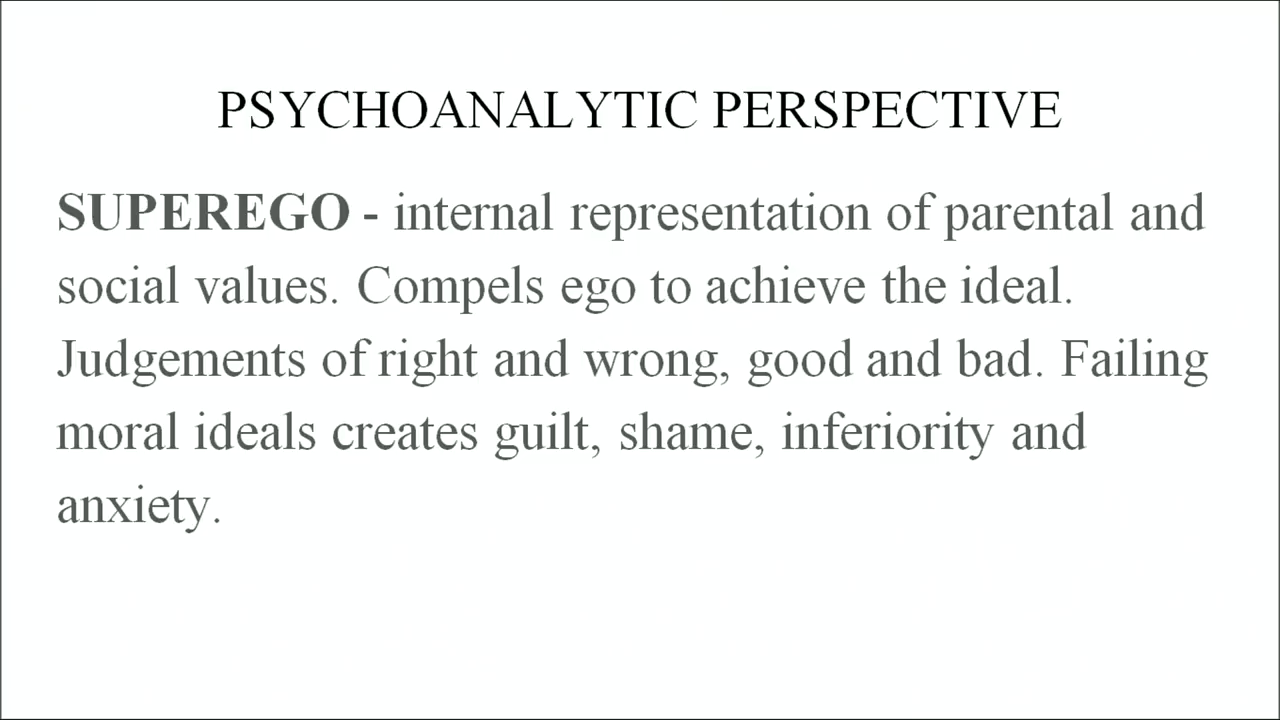 PSYCHOANALYTIC PERSPECTIVE
SUPEREGO - internal representation of parental and
social values. Compels ego to achieve the ideal.
Judgements of right and wrong, good and bad. Failing
moral ideals creates guilt, shame, inferiority and
anxiety.